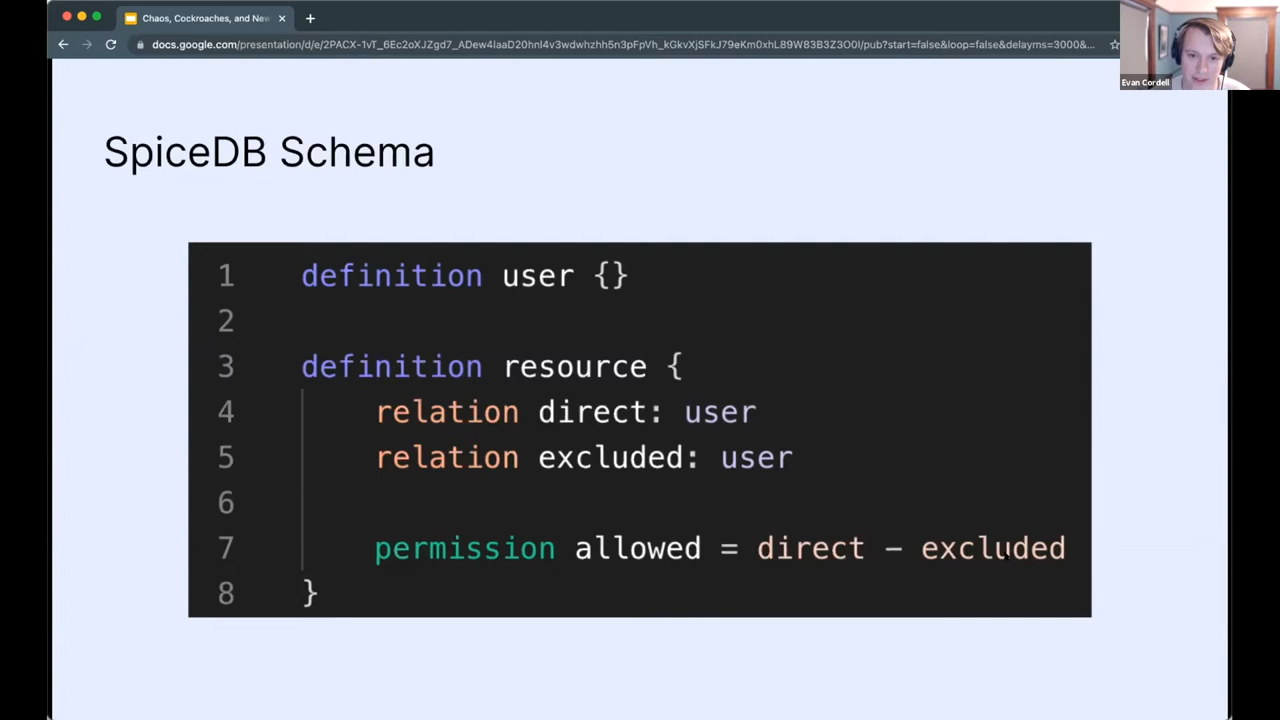 Chaos, Cockroaches, and New
docs.google.com/presentation/d/e/2PACX-1vT_6Ec2oXJZgd7_ADew4IaaD20hnI4v3wdwhzhh5n3pFpVh_kGkvXjSFkJ79eKm0xhL89W83B3Z3O0I/pub?start=false&loop=false&delayms=3000&...
Evan Cordell
SpiceDB Schema
1 definition user {}
2
3 definition resource {
4 relation direct: user
5 relation excluded: user
6
7 permission allowed = direct - excluded
8 }